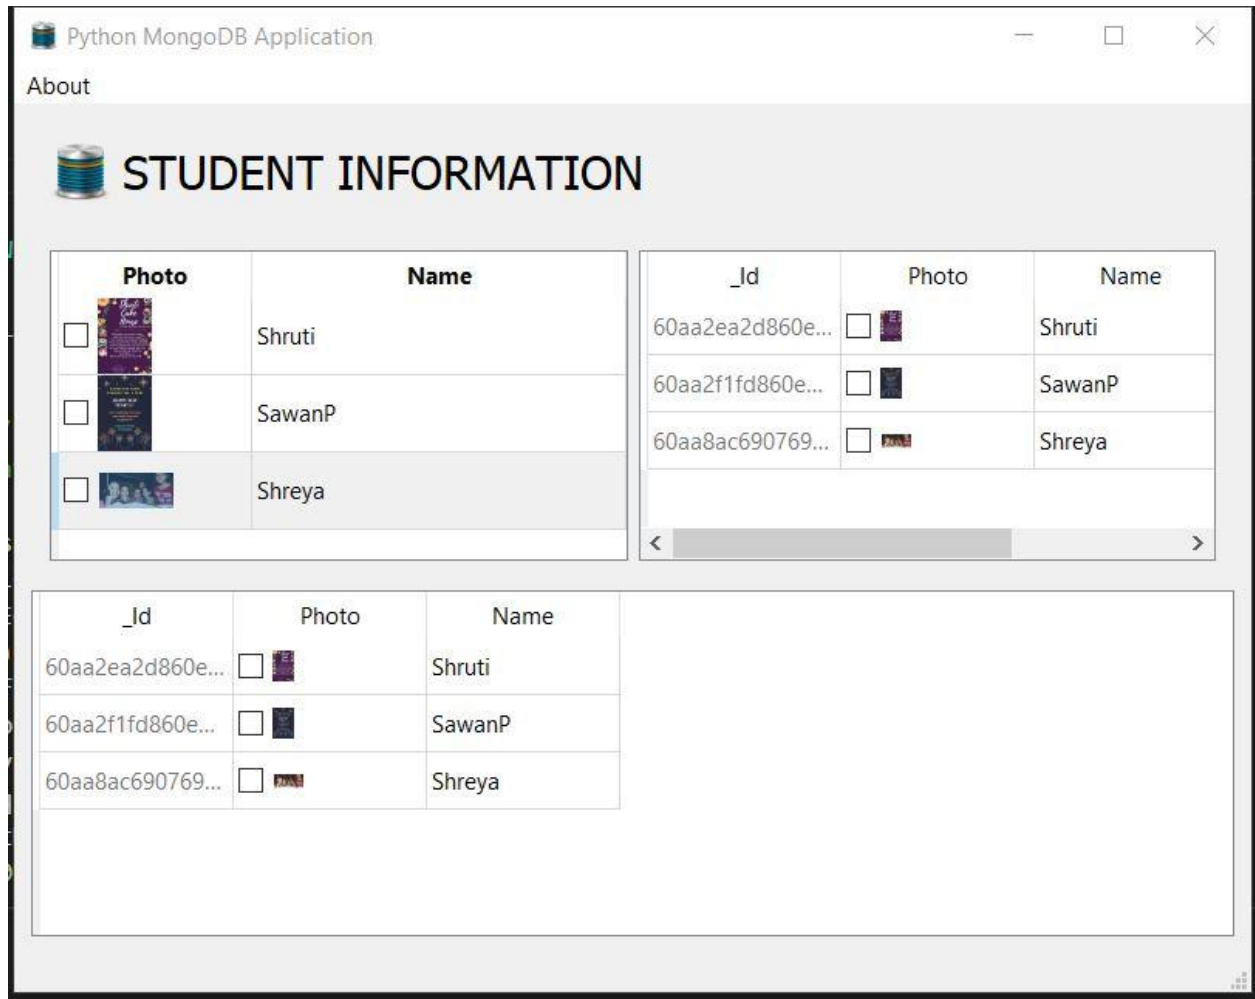 Python MongoDB Application
About
STUDENT INFORMATION
Photo Name
Shruti
SawanP
Shreya
_Id Photo Name
60aa2ea2d860e... Shruti
60aa2f1fd860e... SawanP
60aa8ac690769... Shreya
_Id Photo Name
60aa2ea2d860e... Shruti
60aa2f1fd860e... SawanP
60aa8ac690769... Shreya